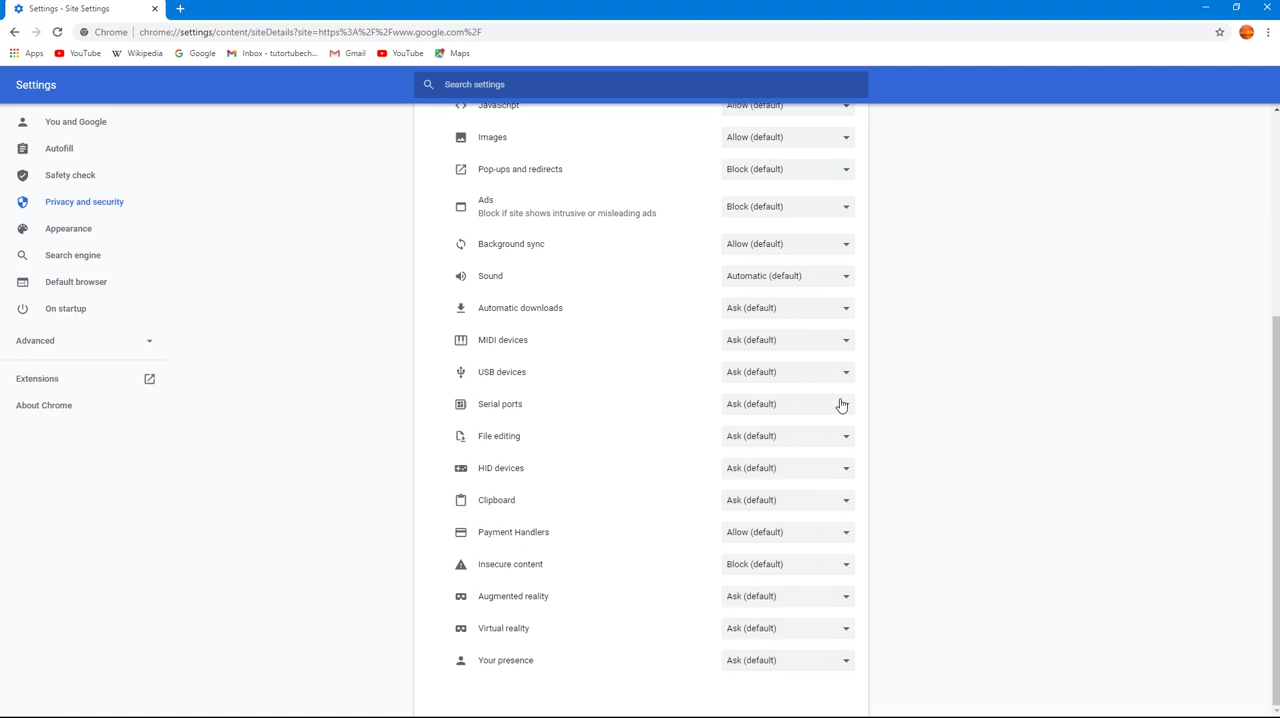 Settings - Site Settings
Chrome | chrome://settings/content/siteDetails?site=https%3A%2F%2Fwww.google.com%2F
Apps YouTube Wikipedia Google Inbox - tutortubech... Gmail YouTube Maps
Settings
Search settings
You and Google
Autofill
Safety check
Privacy and security
Appearance
Search engine
Default browser
On startup
Advanced
Extensions
About Chrome
JavaScript Allow (default)
Images Allow (default)
Pop-ups and redirects Block (default)
Ads
Block if site shows intrusive or misleading ads Block (default)
Background sync Allow (default)
Sound Automatic (default)
Automatic downloads Ask (default)
MIDI devices Ask (default)
USB devices Ask (default)
Serial ports Ask (default)
File editing Ask (default)
HID devices Ask (default)
Clipboard Ask (default)
Payment Handlers Allow (default)
Insecure content Block (default)
Augmented reality Ask (default)
Virtual reality Ask (default)
Your presence Ask (default)